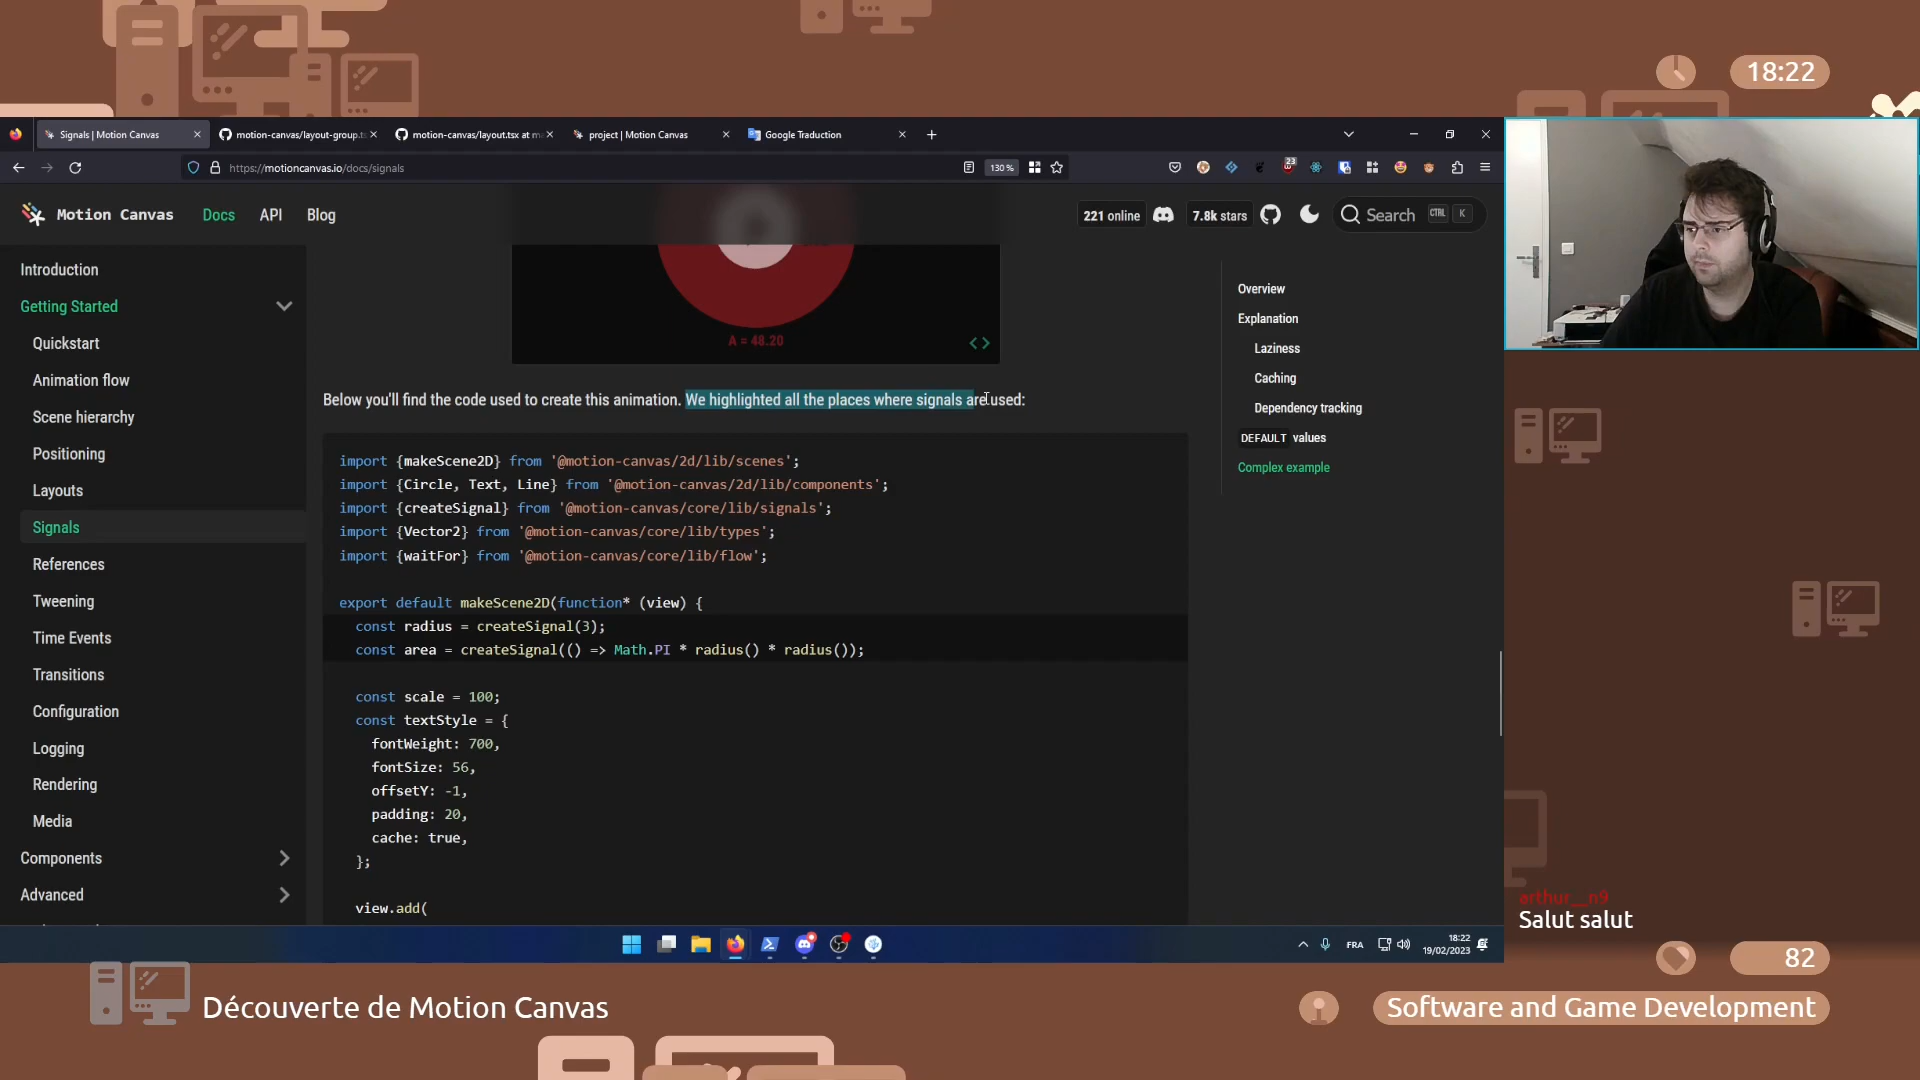 18:22
Signals | Motion Canvas
motion-canvas/layout-group.ts
motion-canvas/layout.tsx at m
project | Motion Canvas
Google Traduction
https://motioncanvas.io/docs/signals
130 %
23
Motion Canvas
Docs
API
Blog
221 online
7.8k stars
Search
CTRL
K
Introduction
Getting Started
Quickstart
Animation flow
Scene hierarchy
Positioning
Layouts
Signals
References
Tweening
Time Events
Transitions
Configuration
Logging
Rendering
Media
Components
Advanced
A = 48.20
<>
Below you'll find the code used to create this animation. We highlighted all the places where signals are used:
import {makeScene2D} from '@motion-canvas/2d/lib/scenes';
import {Circle, Text, Line} from '@motion-canvas/2d/lib/components';
import {createSignal} from '@motion-canvas/core/lib/signals';
import {Vector2} from '@motion-canvas/core/lib/types';
import {waitFor} from '@motion-canvas/core/lib/flow';
export default makeScene2D(function* (view) {
const radius = createSignal(3);
const area = createSignal(() => Math.PI * radius() * radius());
const scale = 100;
const textStyle = {
fontWeight: 700,
fontSize: 56,
offsetY: -1,
padding: 20,
cache: true,
};
view.add(
Overview
Explanation
Laziness
Caching
Dependency tracking
DEFAULT values
Complex example
FRA
18:22
19/02/2023
arthur__n9
Salut salut
82
Découverte de Motion Canvas
Software and Game Development